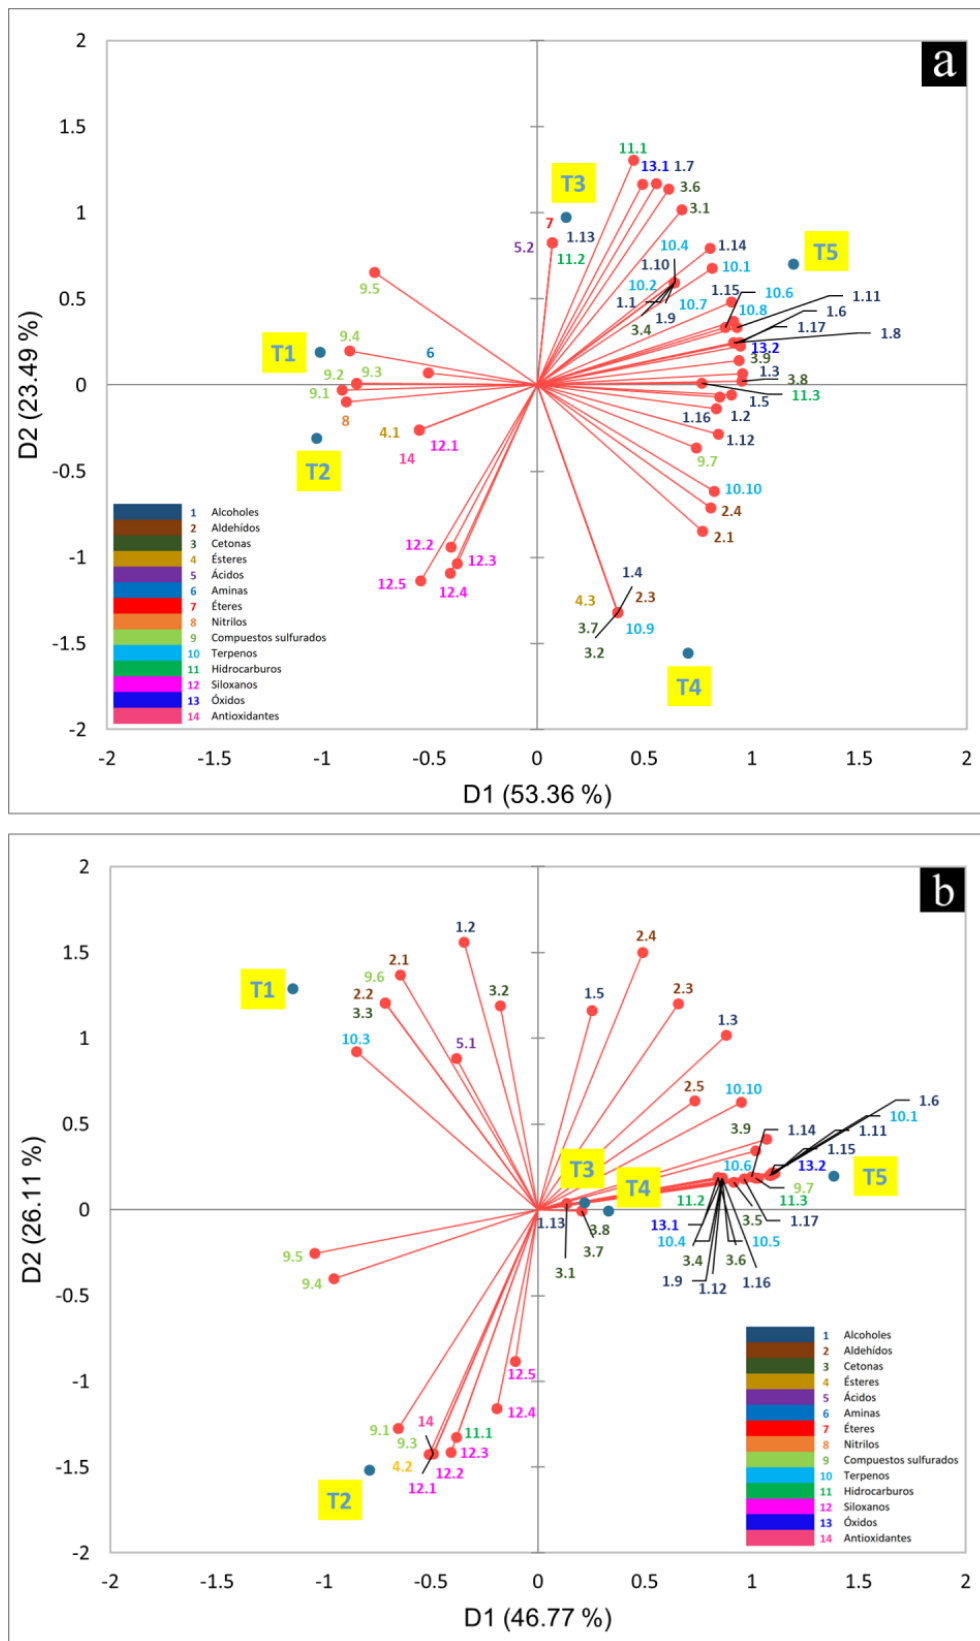 a
2
1.5
1
0.5
0
-0.5
-1
-1.5
-2
D2 (23.49 %)
11.1
13.1 1.7
T3
3.6
3.1
7
1.13
5.2
11.2
10.4
1.14
T5
1.10
10.1
9.5
10.2
1.15
10.6
1.11
1.1
10.7
10.8
1.6
9.4
1.9
1.17
3.4
1.8
T1
13.2
6
3.9
9.2
9.3
1.3
3.8
9.1
1.5
11.3
8
1.16
1.2
4.1
12.1
1.12
T2
14
9.7
10.10
2.4
12.2
2.1
12.3
12.5
12.4
1.4
4.3
2.3
3.7
10.9
3.2
T4
1 Alcoholes
2 Aldehídos
3 Cetonas
4 Ésteres
5 Ácidos
6 Aminas
7 Éteres
8 Nitrilos
9 Compuestos sulfurados
10 Terpenos
11 Hidrocarburos
12 Siloxanos
13 Óxidos
14 Antioxidantes
-2 -1.5 -1 -0.5 0 0.5 1 1.5 2
D1 (53.36 %)
b
2
1.5
1
0.5
0
-0.5
-1
-1.5
-2
D2 (26.11 %)
1.2
2.4
2.1
9.6
T1
2.2
3.2
2.3
3.3
1.5
1.3
10.3
5.1
2.5
10.10
1.6
3.9
1.14
1.11
10.1
T3
1.15
10.6
13.2
T5
T4
9.7
11.2
11.3
1.13
3.8
13.1
3.5
1.17
3.7
10.4
10.5
3.1
3.4
3.6
1.9
1.12
1.16
9.5
9.4
12.5
12.4
14
11.1
9.1
9.3
12.3
4.2
12.2
12.1
T2
1 Alcoholes
2 Aldehídos
3 Cetonas
4 Ésteres
5 Ácidos
6 Aminas
7 Éteres
8 Nitrilos
9 Compuestos sulfurados
10 Terpenos
11 Hidrocarburos
12 Siloxanos
13 Óxidos
14 Antioxidantes
-2 -1.5 -1 -0.5 0 0.5 1 1.5 2
D1 (46.77 %)